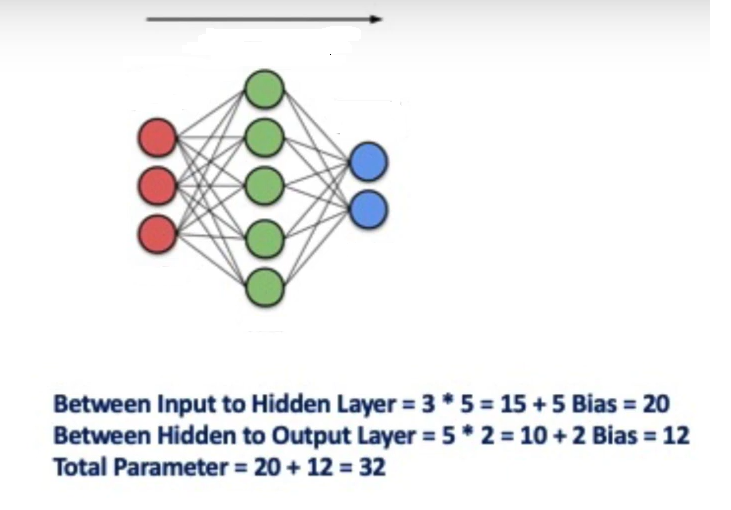 Between Input to Hidden Layer = 3 * 5 = 15 + 5 Bias = 20
Between Hidden to Output Layer = 5 * 2 = 10 + 2 Bias = 12
Total Parameter = 20 + 12 = 32